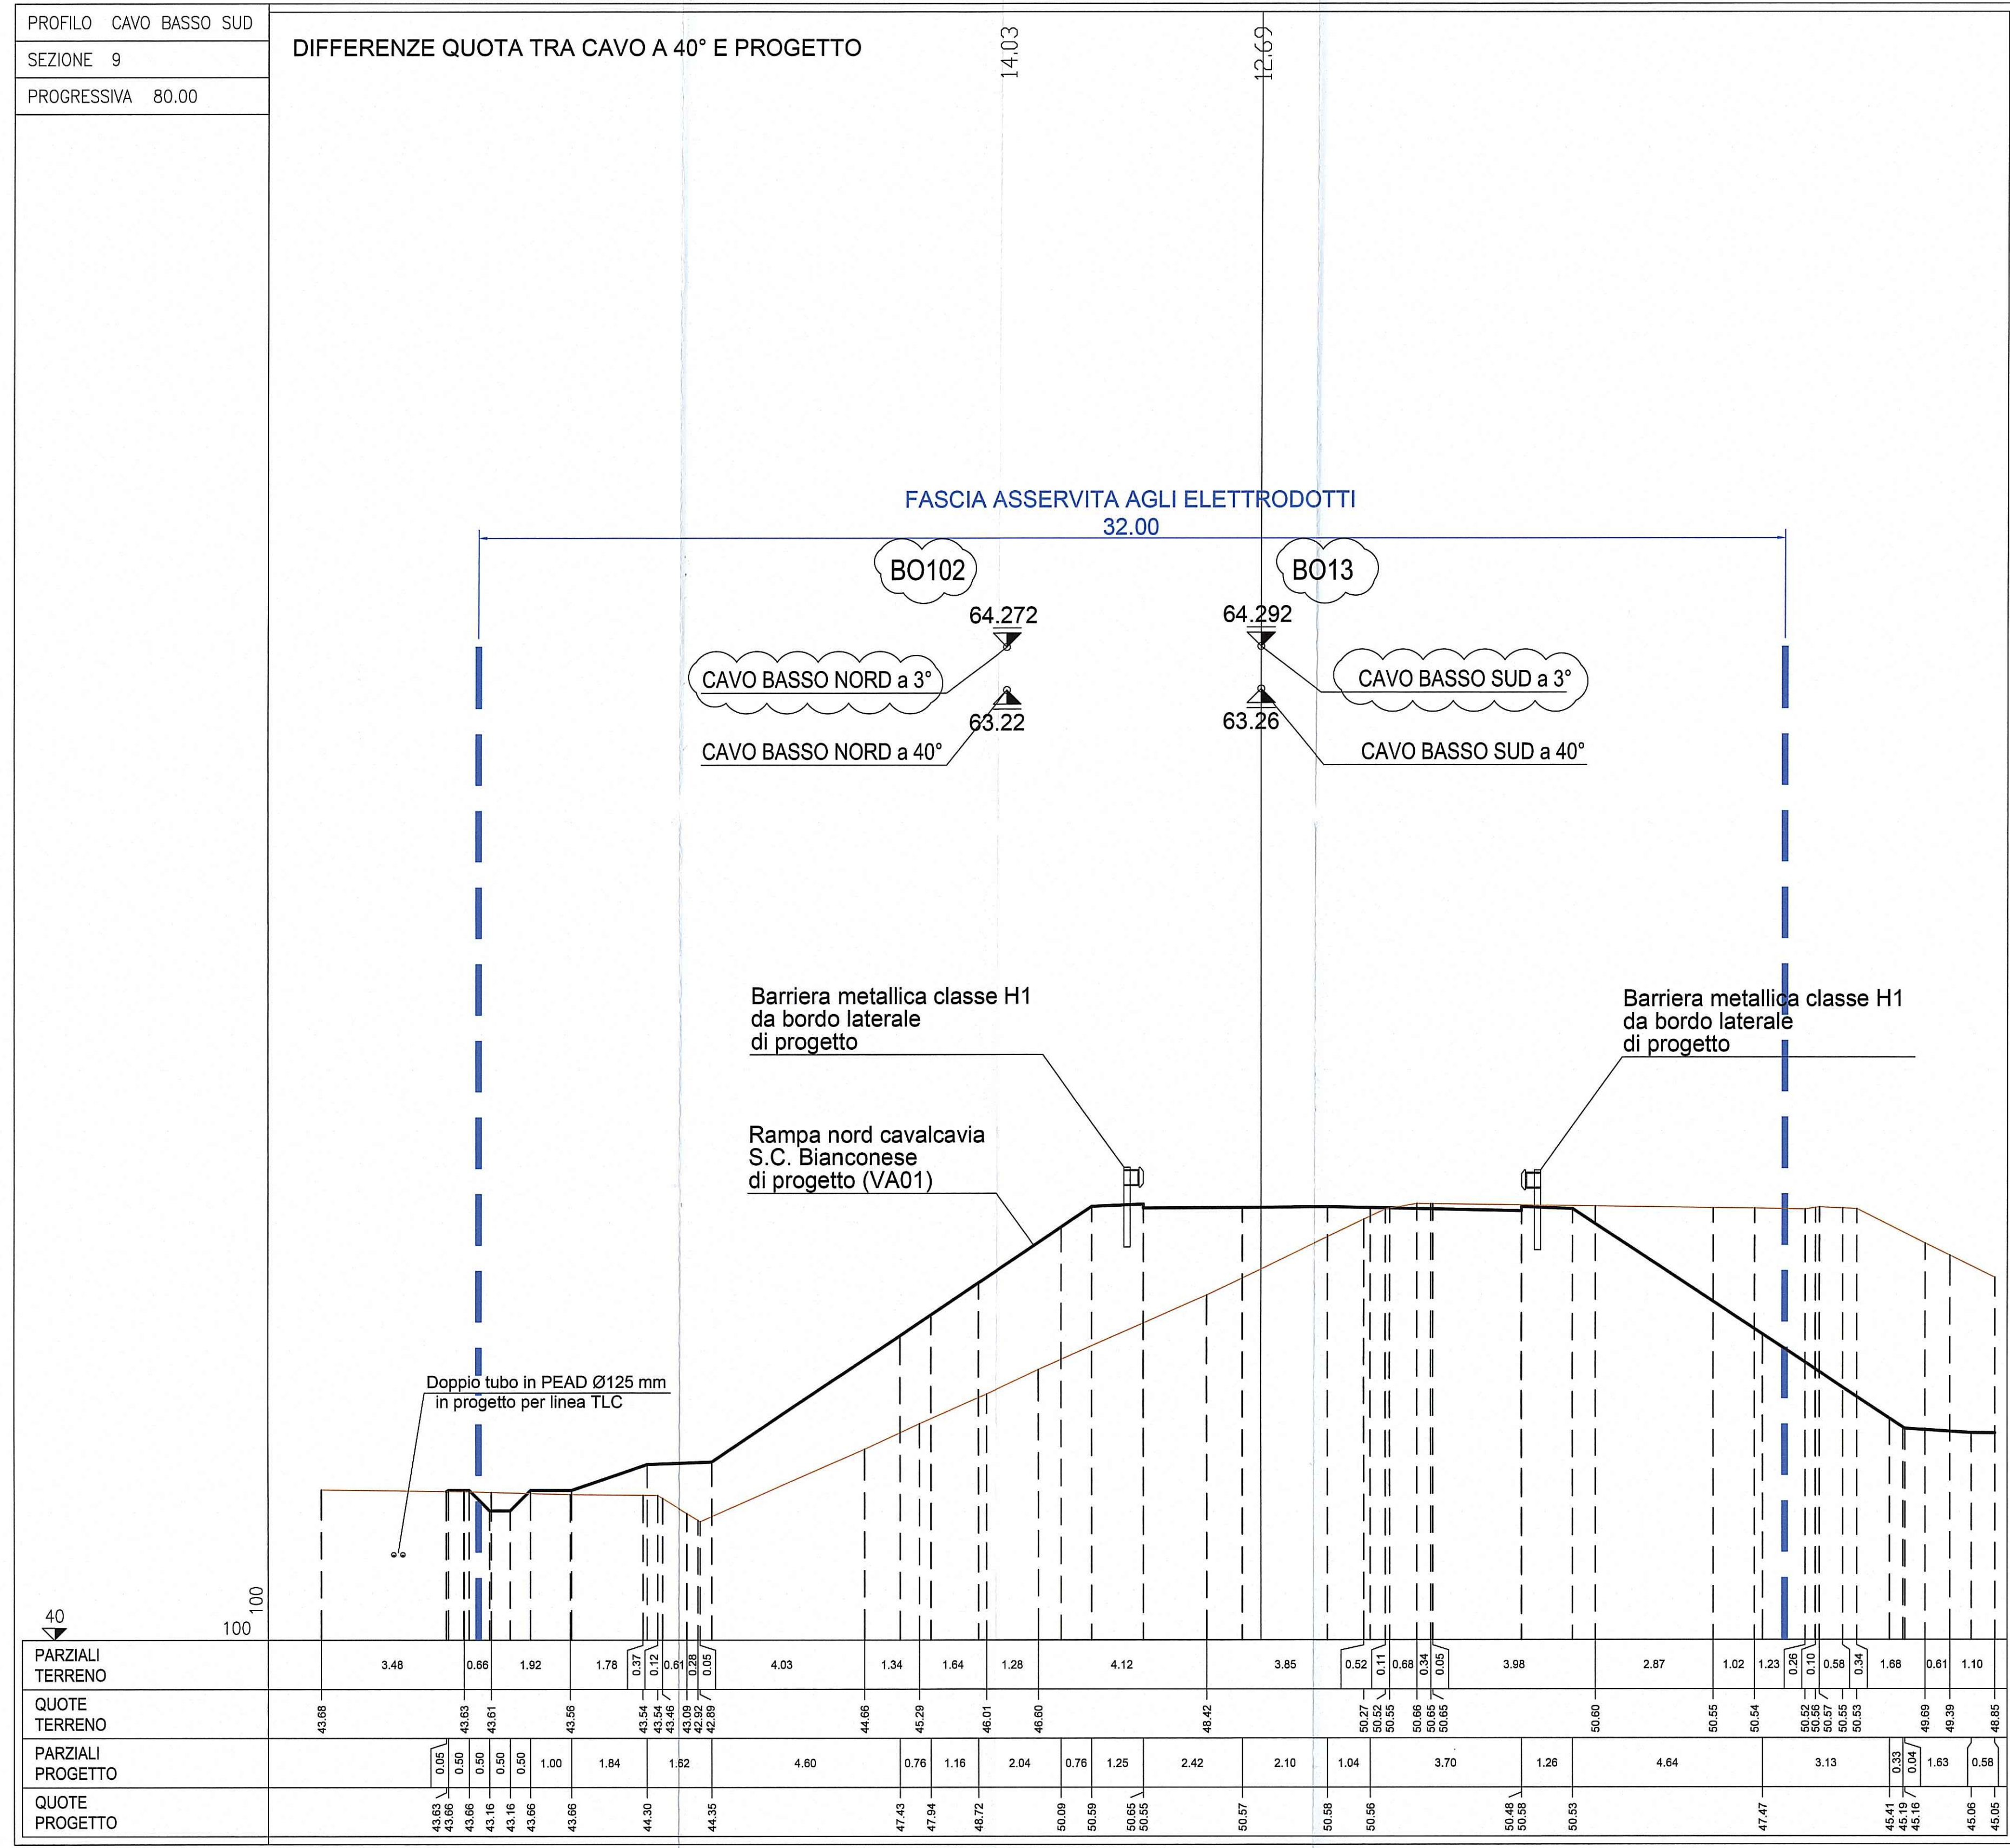 PROFILO CAVO BASSO SUD
SEZIONE 9
PROGRESSIVA 80.00
DIFFERENZE QUOTA TRA CAVO A 40° E PROGETTO
14.03
12.69
FASCIA ASSERVITA AGLI ELETTRODOTTI
32.00
BO102
BO13
64.272
64.292
CAVO BASSO NORD a 3°
CAVO BASSO SUD a 3°
63.22
63.26
CAVO BASSO NORD a 40°
CAVO BASSO SUD a 40°
Barriera metallica classe H1
da bordo laterale
di progetto
Barriera metallica classe H1
da bordo laterale
di progetto
Rampa nord cavalcavia
S.C. Bianconese
di progetto (VA01)
Doppio tubo in PEAD Ø125 mm
in progetto per linea TLC
40
100
100
PARZIALI
TERRENO
3.48 0.66 1.92 1.78 0.37 0.12 0.61 0.28 0.05 4.03 1.34 1.64 1.28 4.12 3.85 0.52 0.11 0.68 0.34 0.05 3.98 2.87 1.02 1.23 0.26 0.10 0.58 0.34 1.68 0.61 1.10
QUOTE
TERRENO
43.68 43.63 43.61 43.56 43.54 43.54 43.46 43.09 42.92 42.89 44.66 45.29 46.01 46.60 48.42 50.27 50.52 50.55 50.66 50.65 50.65 50.60 50.55 50.54 50.52 50.56 50.57 50.55 50.53 49.69 49.39 48.85
PARZIALI
PROGETTO
0.05 0.50 0.50 0.50 0.50 1.00 1.84 1.62 4.60 0.76 1.16 2.04 0.76 1.25 2.42 2.10 1.04 3.70 1.26 4.64 3.13 0.33 0.04 1.63 0.58
QUOTE
PROGETTO
43.63 43.66 43.66 43.16 43.16 43.66 43.66 44.30 44.35 47.43 47.94 48.72 50.09 50.59 50.65 50.55 50.57 50.58 50.56 50.48 50.58 50.53 47.47 45.41 45.19 45.16 45.06 45.05